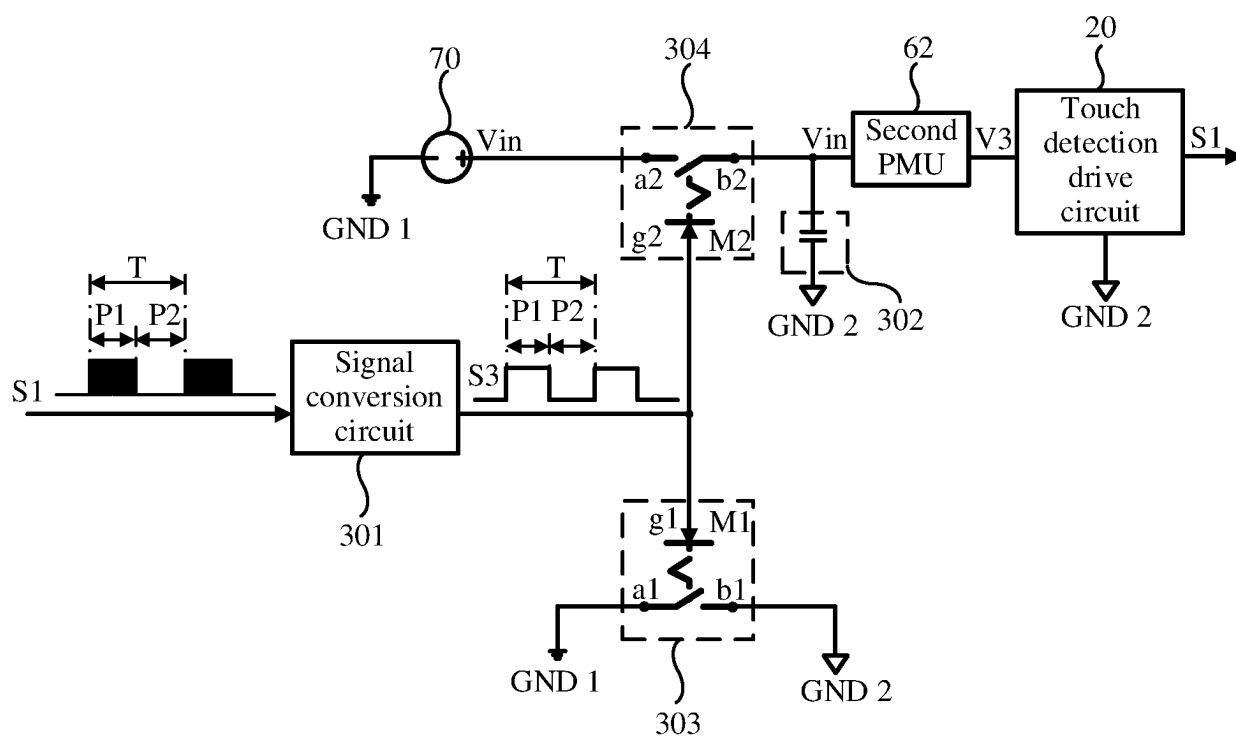 70
304
62
20
Vin
a2
b2
g2
M2
Vin
Second
PMU
V3
Touch
detection
drive
circuit
S1
GND 1
GND 2
302
GND 2
T
P1
P2
S1
Signal
conversion
circuit
301
T
P1
P2
S3
g1
M1
a1
b1
GND 1
303
GND 2